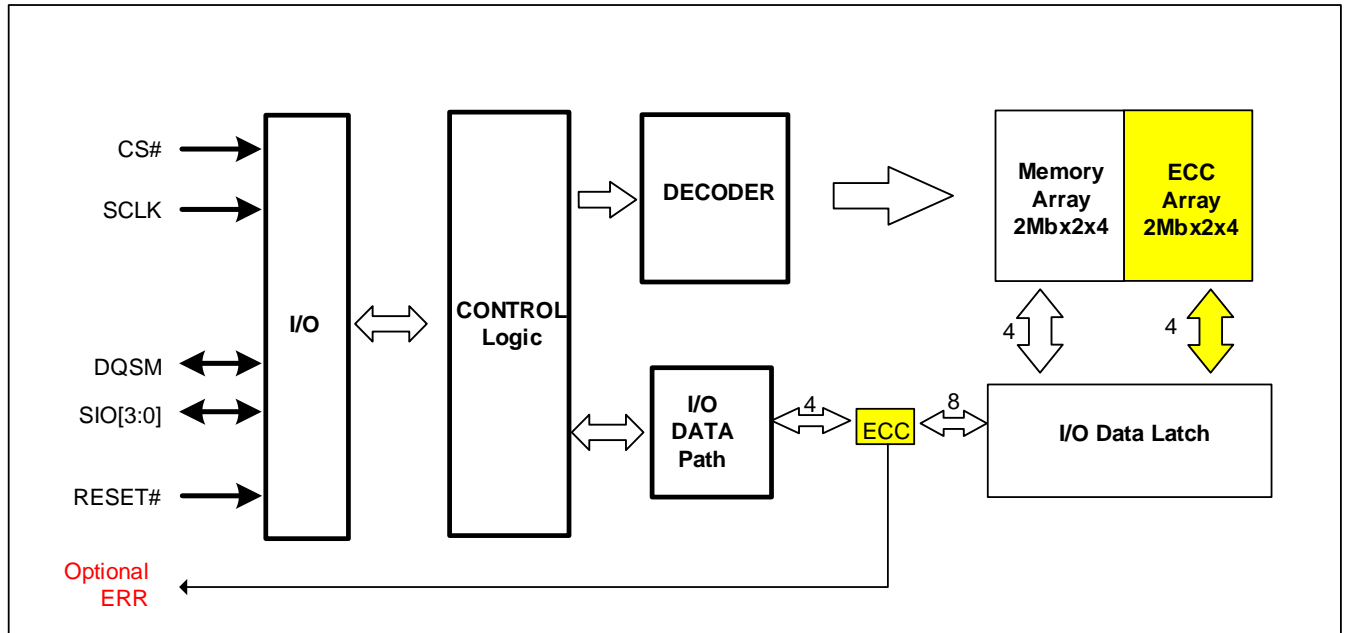 CS#
SCLK
DQSM
SIO[3:0]
RESET#
Optional
ERR
I/O
CONTROL
Logic
DECODER
I/O
DATA
Path
4
ECC
8
Memory
Array
2Mbx2x4
ECC
Array
2Mbx2x4
4
4
I/O Data Latch